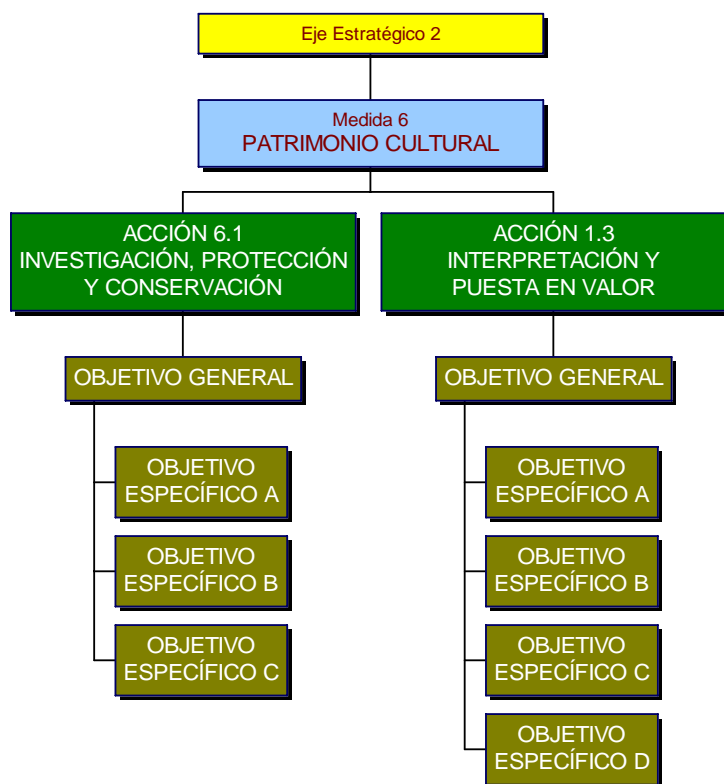 Eje Estratégico 2
Medida 6
PATRIMONIO CULTURAL
ACCIÓN 6.1
INVESTIGACIÓN, PROTECCIÓN
Y CONSERVACIÓN
OBJETIVO GENERAL
OBJETIVO
ESPECÍFICO A
OBJETIVO
ESPECÍFICO B
OBJETIVO
ESPECÍFICO C
ACCIÓN 1.3
INTERPRETACIÓN Y
PUESTA EN VALOR
OBJETIVO GENERAL
OBJETIVO
ESPECÍFICO A
OBJETIVO
ESPECÍFICO B
OBJETIVO
ESPECÍFICO C
OBJETIVO
ESPECÍFICO D